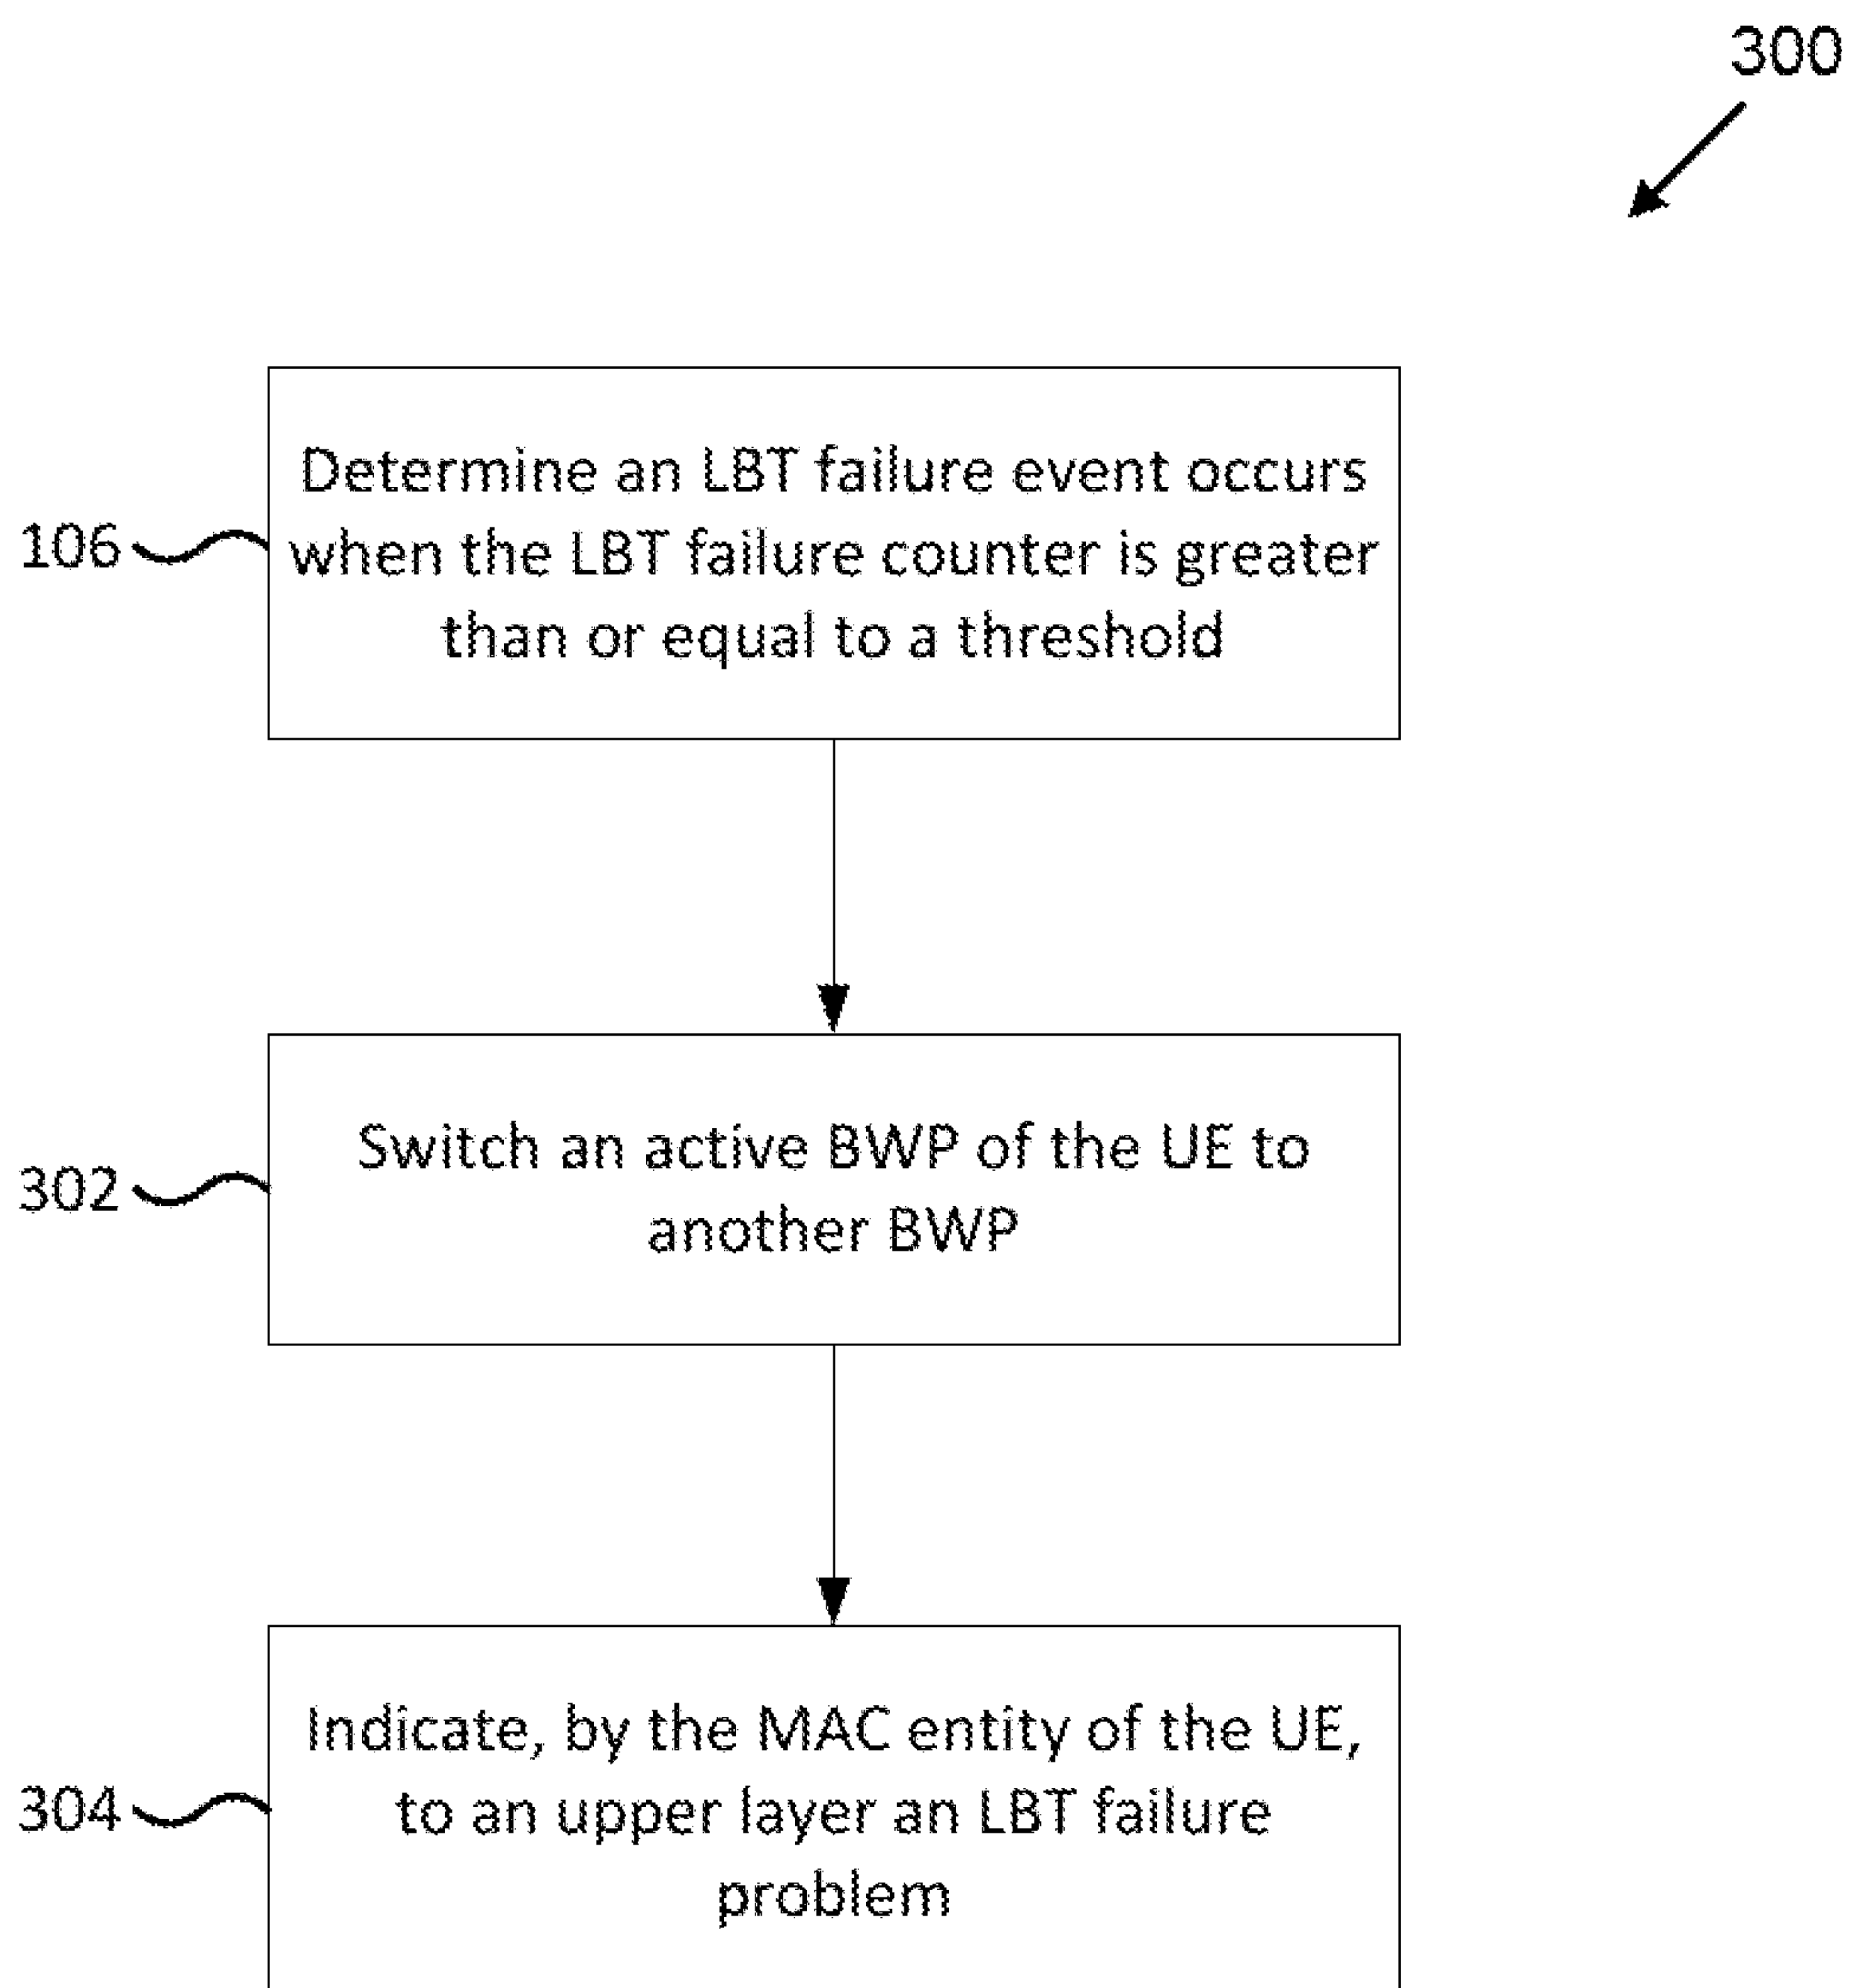 300
106
Determine an LBT failure event occurs
when the LBT failure counter is greater
than or equal to a threshold
302
Switch an active BWP of the UE to
another BWP
304
Indicate, by the MAC entity of the UE,
to an upper layer an LBT failure
problem